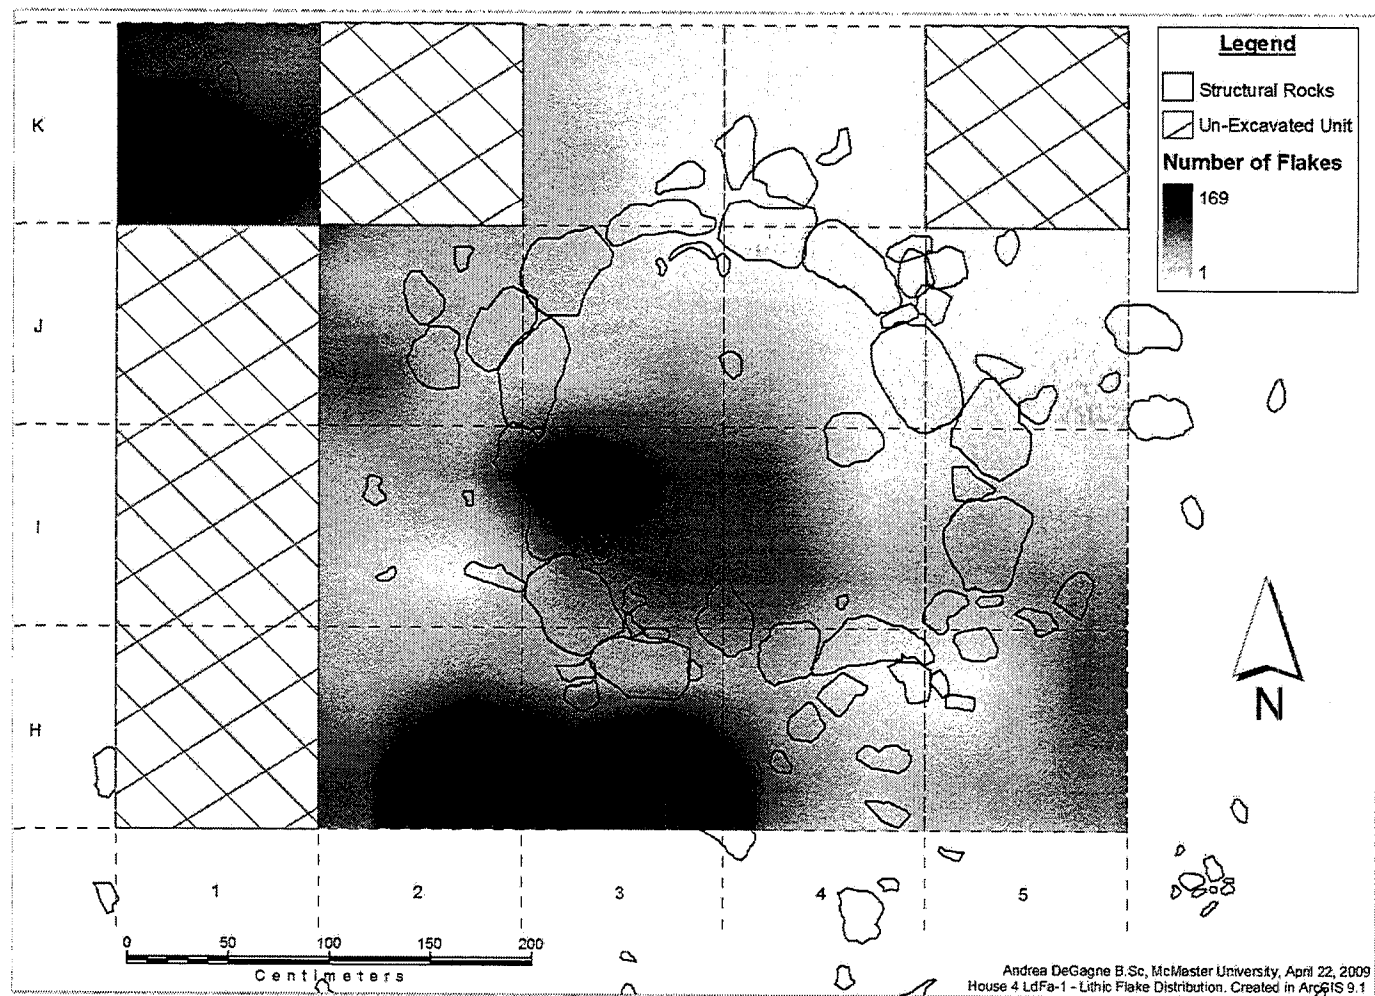 Legend
Structural Rocks
Un-Excavated Unit
Number of Flakes
169
1
K
J
I
H
1 2 3 4 5
N
0 50 100 150 200
Centimeters
Andrea DeGagne B.Sc, McMaster University, April 22, 2009
House 4 LdFa-1 - Lithic Flake Distribution. Created in ArcGIS 9.1